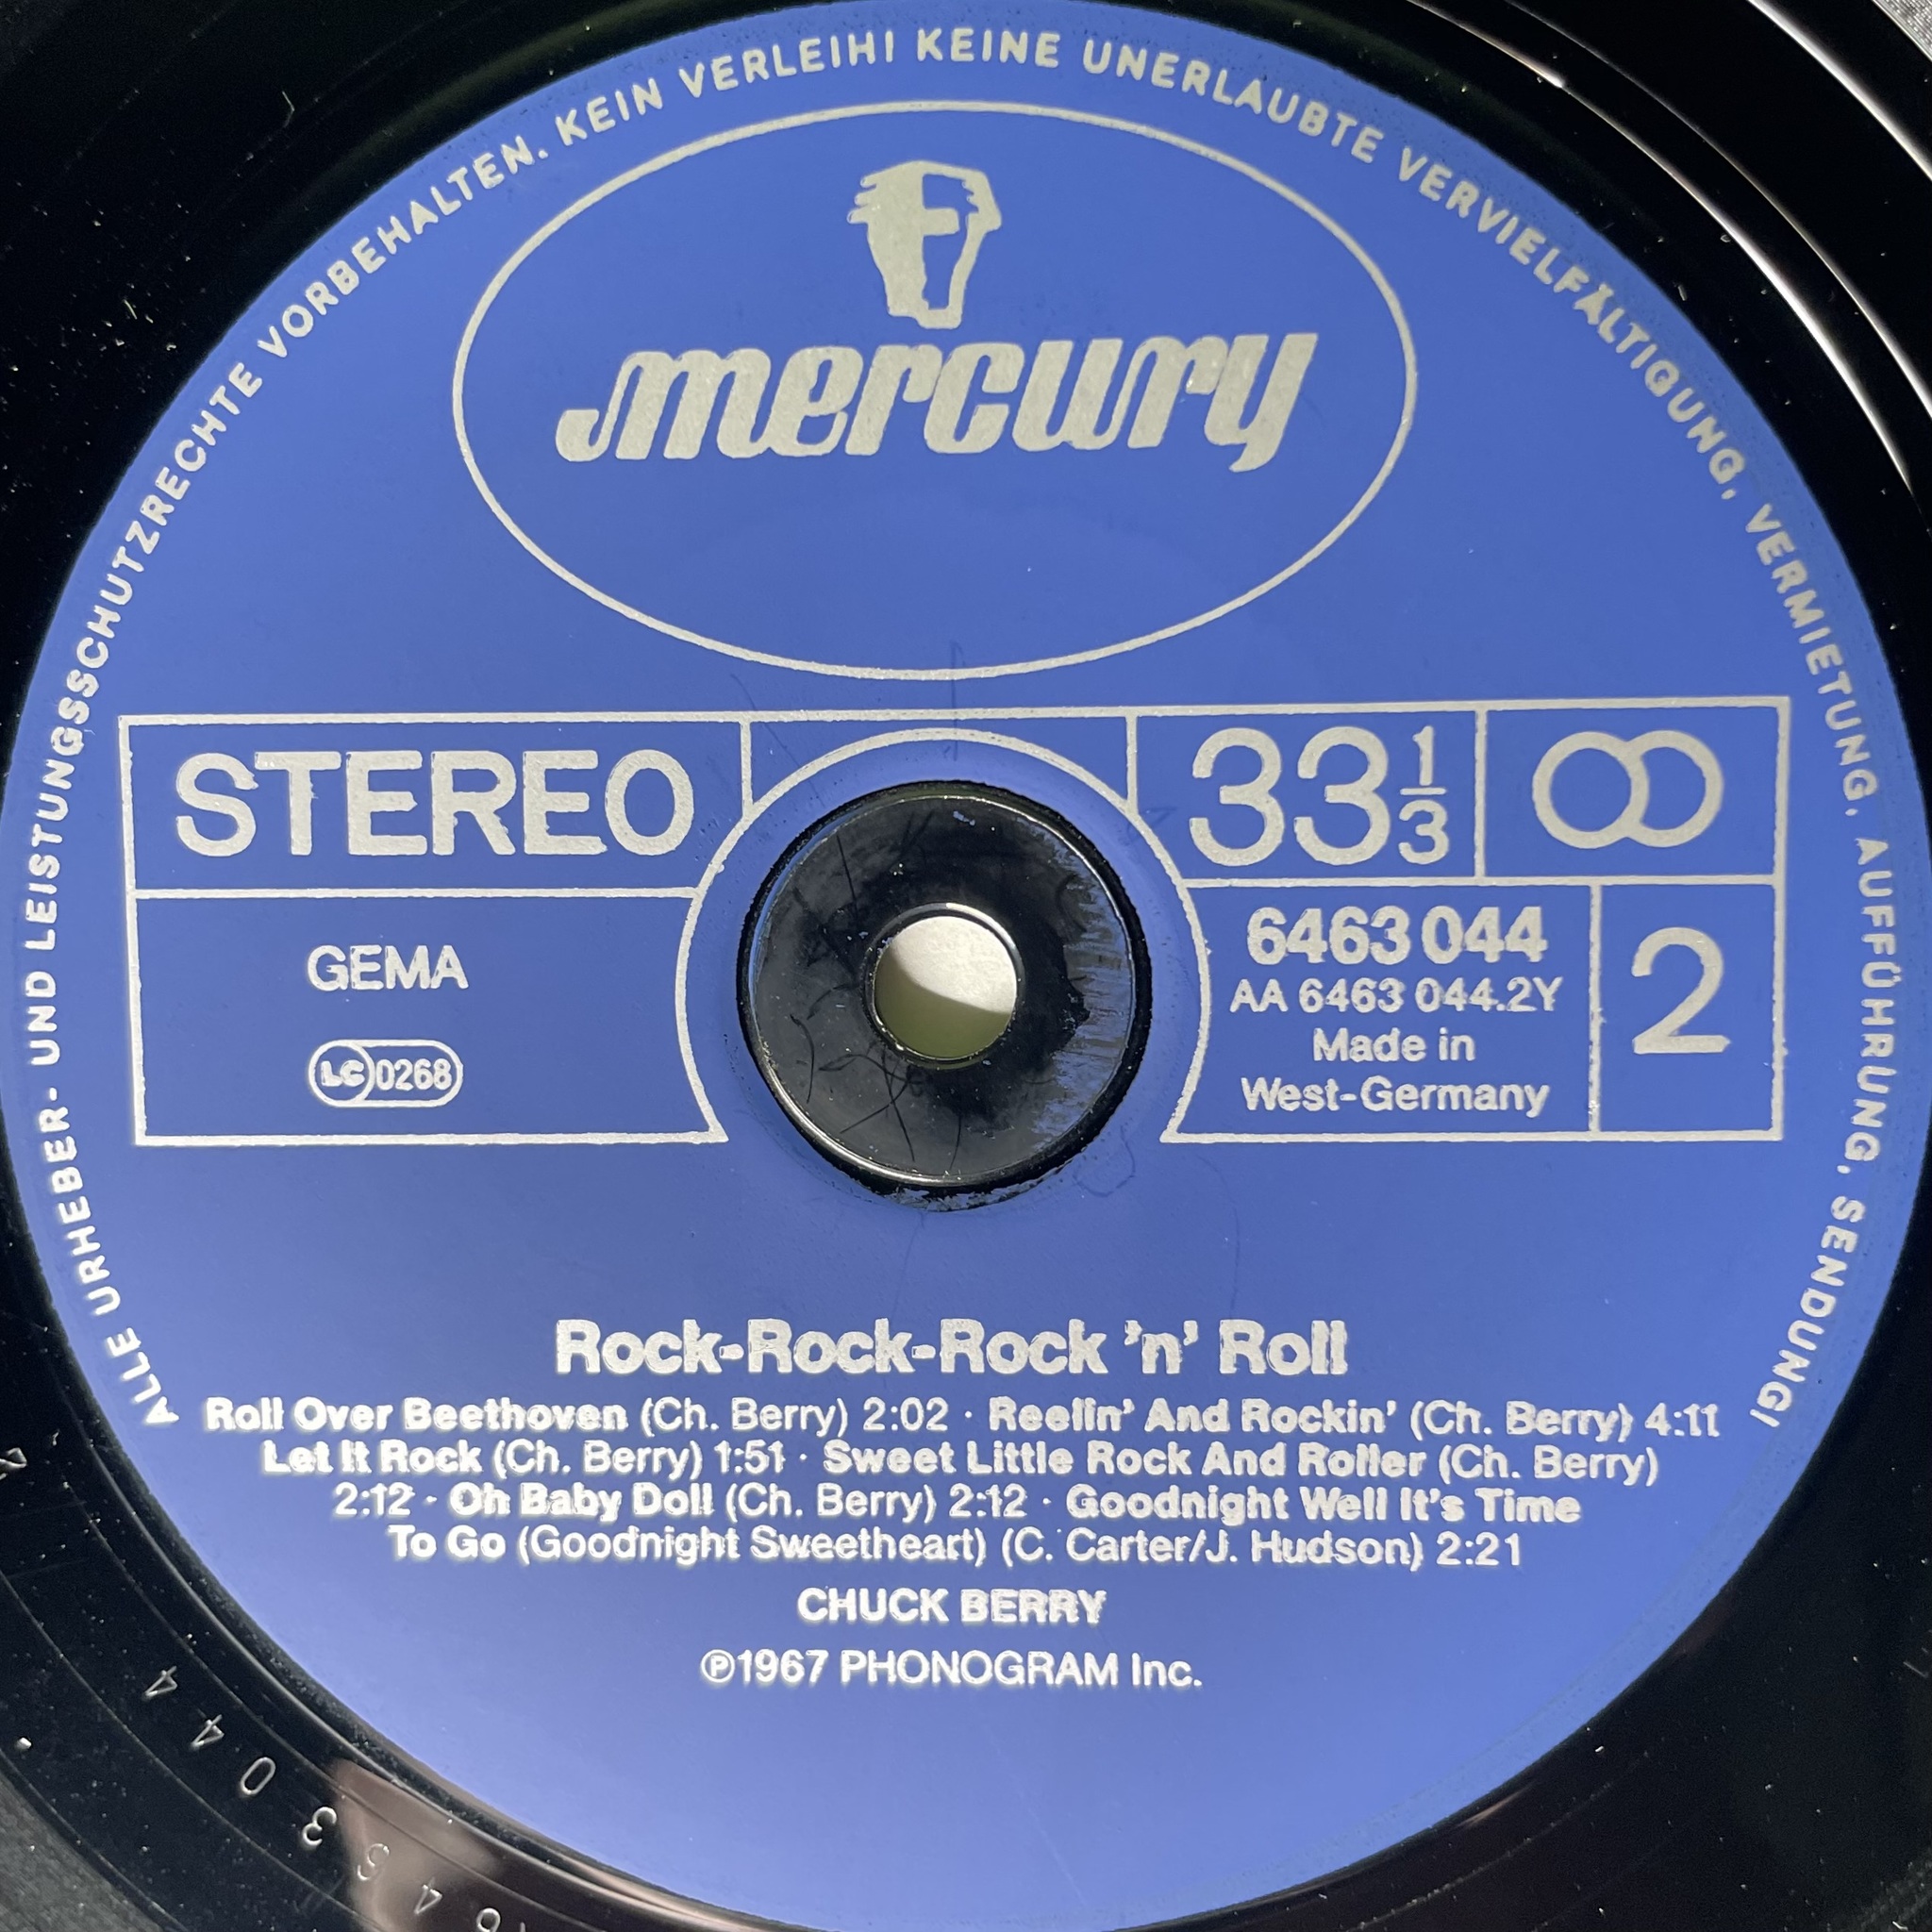 ALLE URHEBER- UND LEISTUNGSSCHUTZRECHTE VORBEHALTEN. KEIN VERLEIH! KEINE UNERLAUBTE VERVIELFÄLTIGUNG, VERMIETUNG, AUFFÜHRUNG, SENDUNG!
mercury
STEREO
33 1/3
GEMA
LC 0268
6463 044
AA 6463 044.2Y
Made in
West-Germany
2
Rock-Rock-Rock 'n' Roll
Roll Over Beethoven (Ch. Berry) 2:02 · Reelin' And Rockin' (Ch. Berry) 4:11
Let It Rock (Ch. Berry) 1:51 · Sweet Little Rock And Roller (Ch. Berry)
2:12 · Oh Baby Doll (Ch. Berry) 2:12 · Goodnight Well It's Time
To Go (Goodnight Sweetheart) (C. Carter/J. Hudson) 2:21
CHUCK BERRY
℗1967 PHONOGRAM Inc.
6463 044